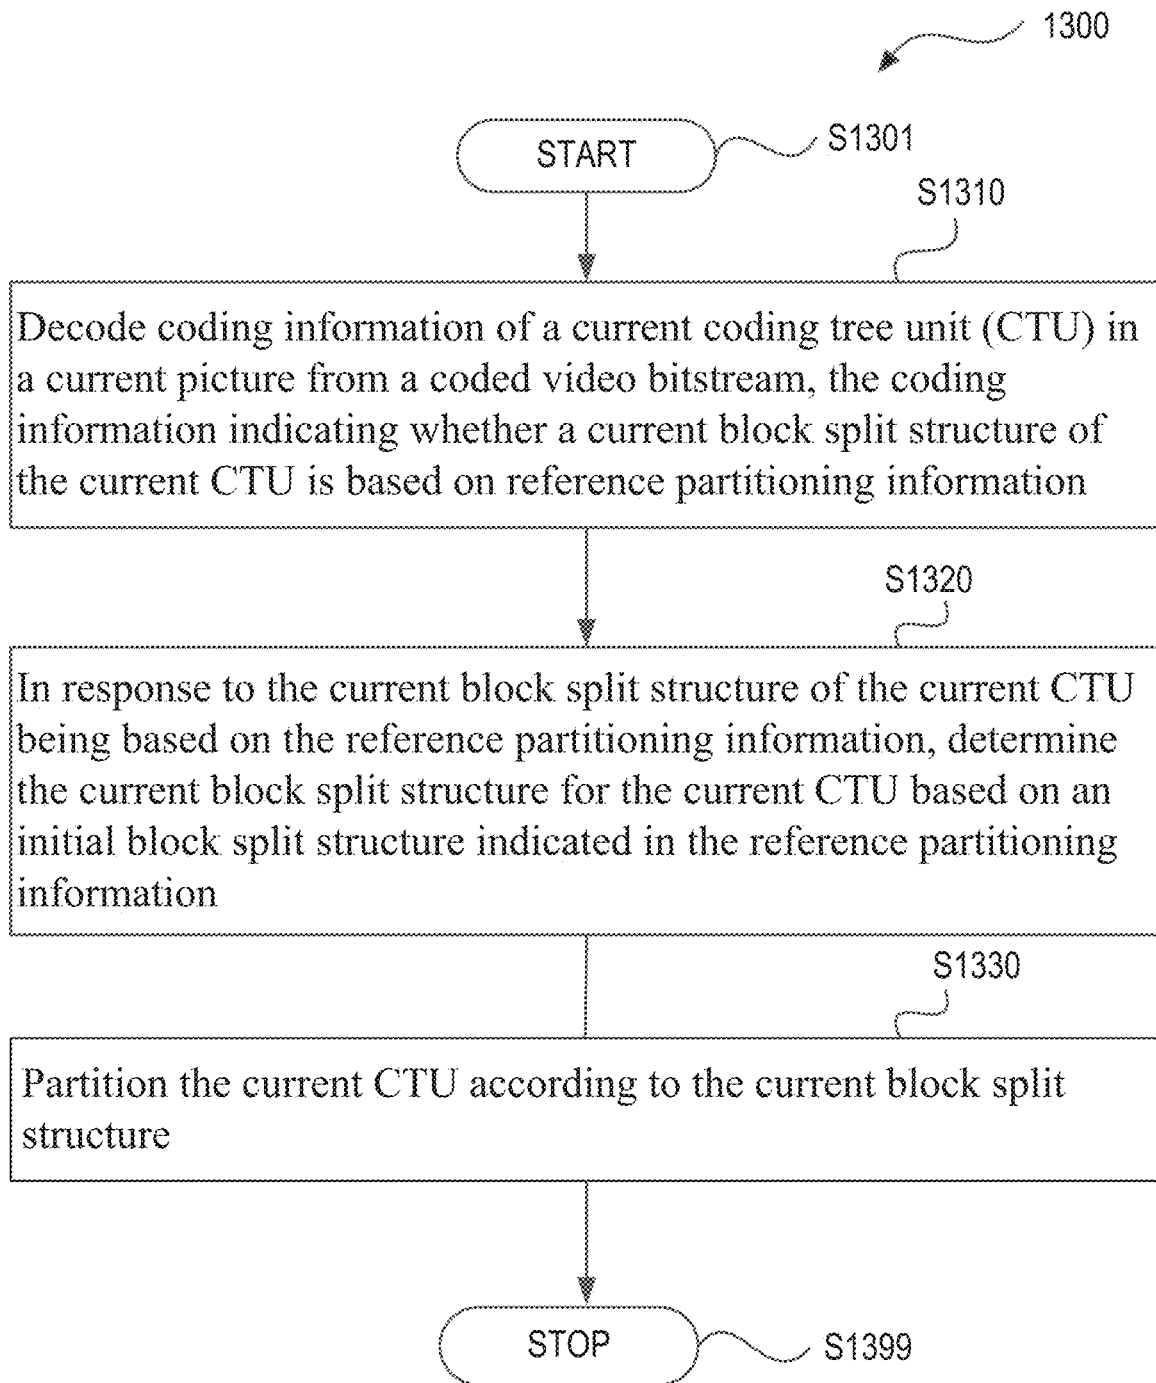 1300
START
S1301
S1310
Decode coding information of a current coding tree unit (CTU) in
a current picture from a coded video bitstream, the coding
information indicating whether a current block split structure of
the current CTU is based on reference partitioning information
S1320
In response to the current block split structure of the current CTU
being based on the reference partitioning information, determine
the current block split structure for the current CTU based on an
initial block split structure indicated in the reference partitioning
information
S1330
Partition the current CTU according to the current block split
structure
STOP
S1399